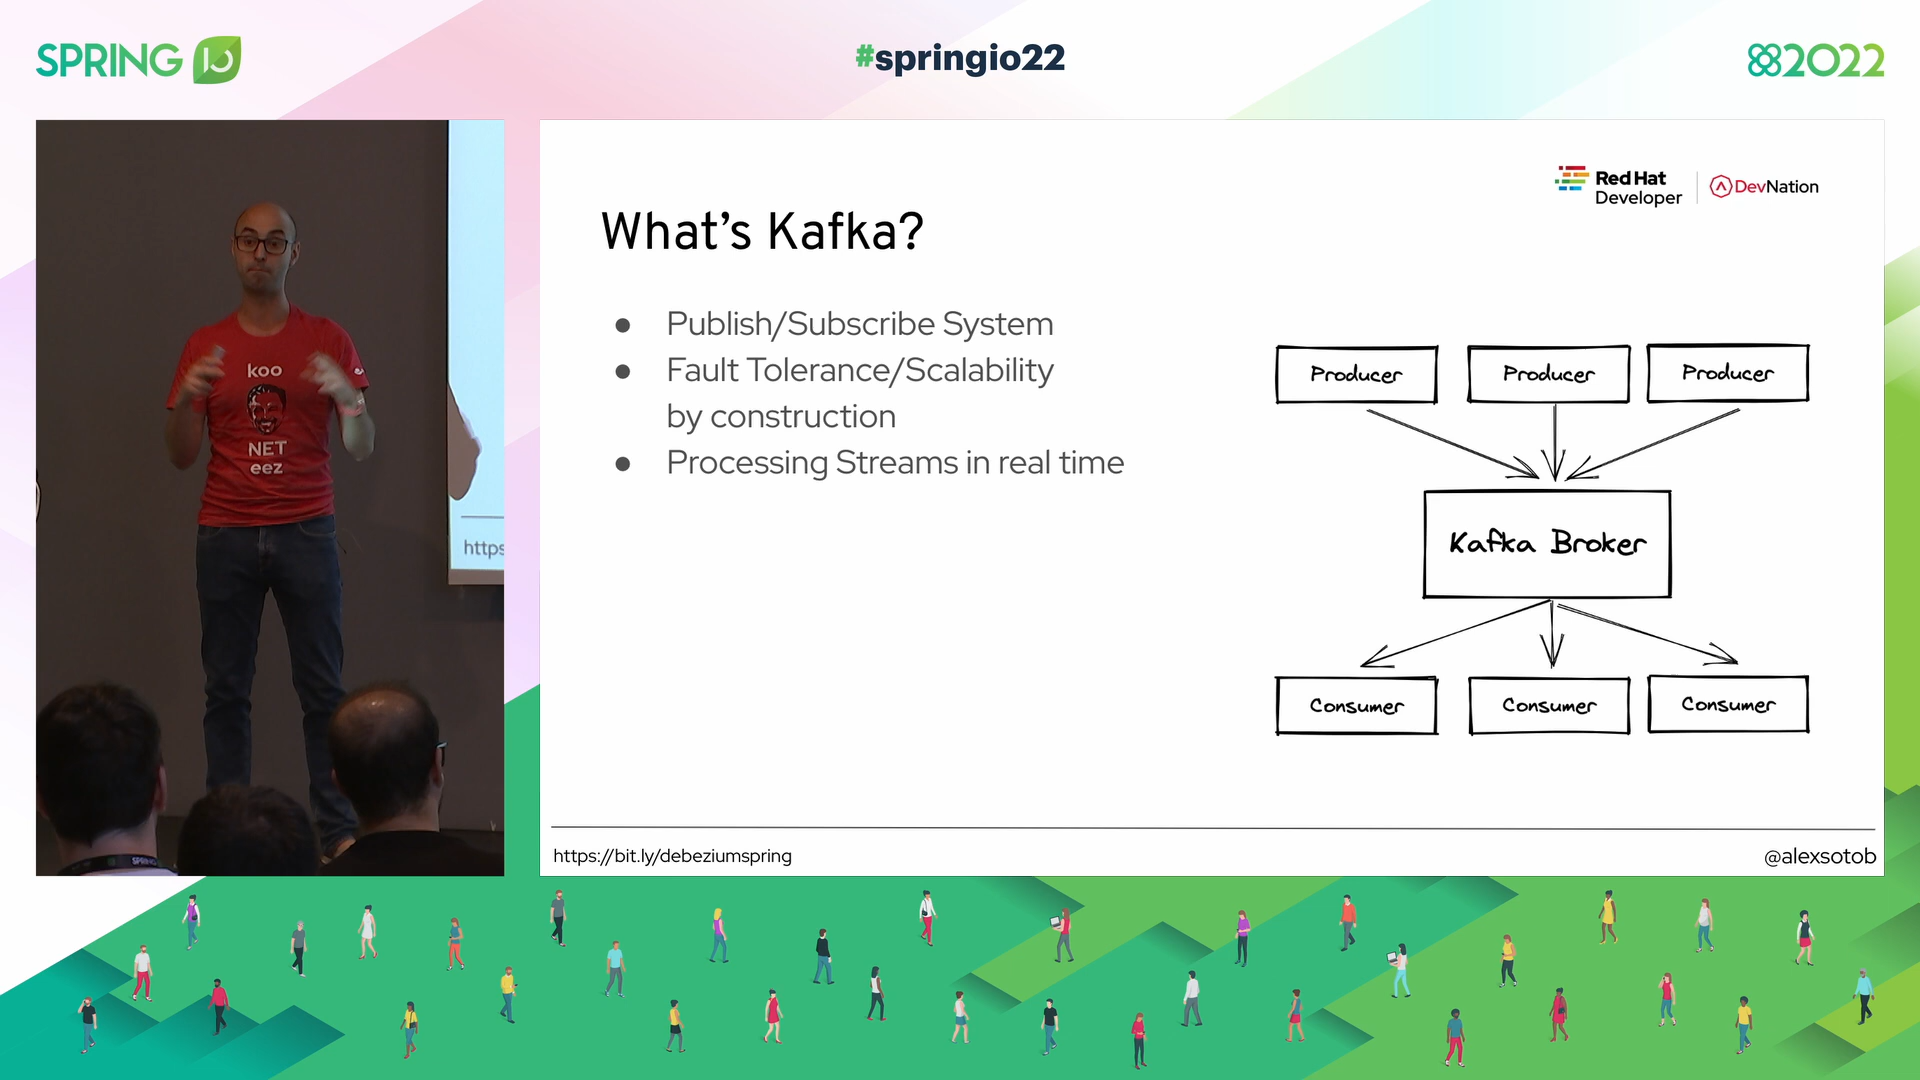 SPRING IO
#springio22
2022
koo
NET
eez
https
SPRING
Red Hat
Developer
DevNation
What's Kafka?
● Publish/Subscribe System
● Fault Tolerance/Scalability
by construction
● Processing Streams in real time
Producer Producer Producer
Kafka Broker
Consumer Consumer Consumer
https://bit.ly/debeziumspring
@alexsotob